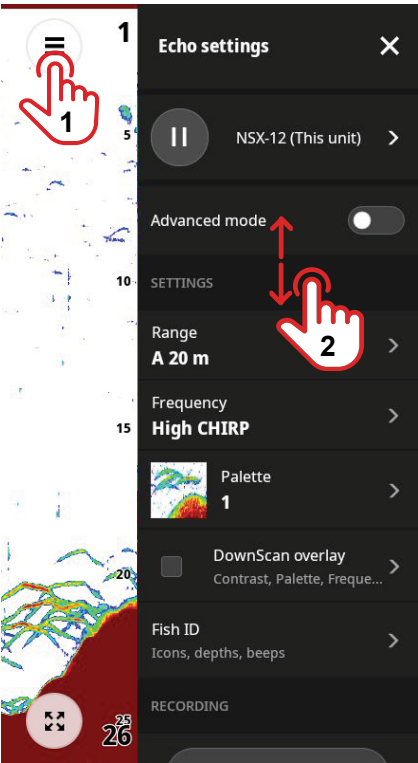 1
Echo settings
1
5
NSX-12 (This unit)
Advanced mode
10
SETTINGS
2
Range
A 20 m
Frequency
High CHIRP
15
Palette
1
20
DownScan overlay
Contrast, Palette, Freque...
Fish ID
Icons, depths, beeps
RECORDING
25
26